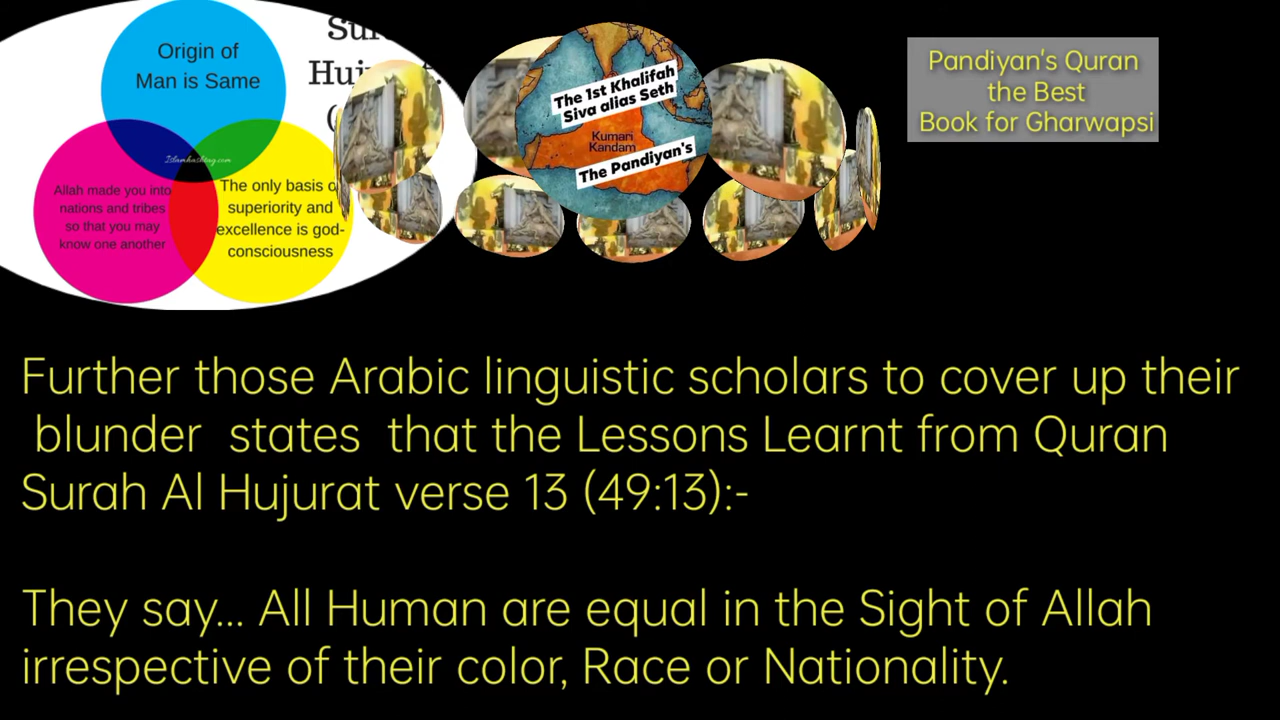 Origin of
Man is Same
Allah made you into
nations and tribes
so that you may
know one another
The only basis o
superiority and
excellence is god-
consciousness
Islamhashtag.com
The 1st Khalifah
Siva alias Seth
Kumari
Kandam
The Pandiyan's
Pandiyan's Quran
the Best
Book for Gharwapsi
Further those Arabic linguistic scholars to cover up their
blunder states that the Lessons Learnt from Quran
Surah Al Hujurat verse 13 (49:13):-
They say... All Human are equal in the Sight of Allah
irrespective of their color, Race or Nationality.